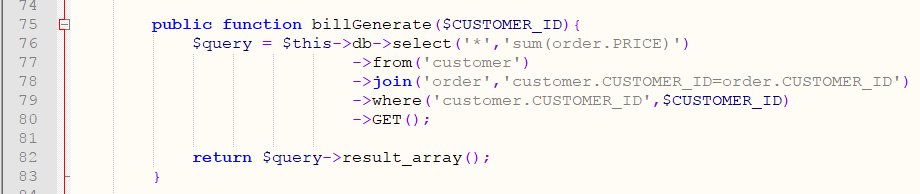 74
75 public function billGenerate($CUSTOMER_ID){
76 $query = $this->db->select('*','sum(order.PRICE)')
77 ->from('customer')
78 ->join('order','customer.CUSTOMER_ID=order.CUSTOMER_ID')
79 ->where('customer.CUSTOMER_ID',$CUSTOMER_ID)
80 ->GET();
81
82 return $query->result_array();
83 }